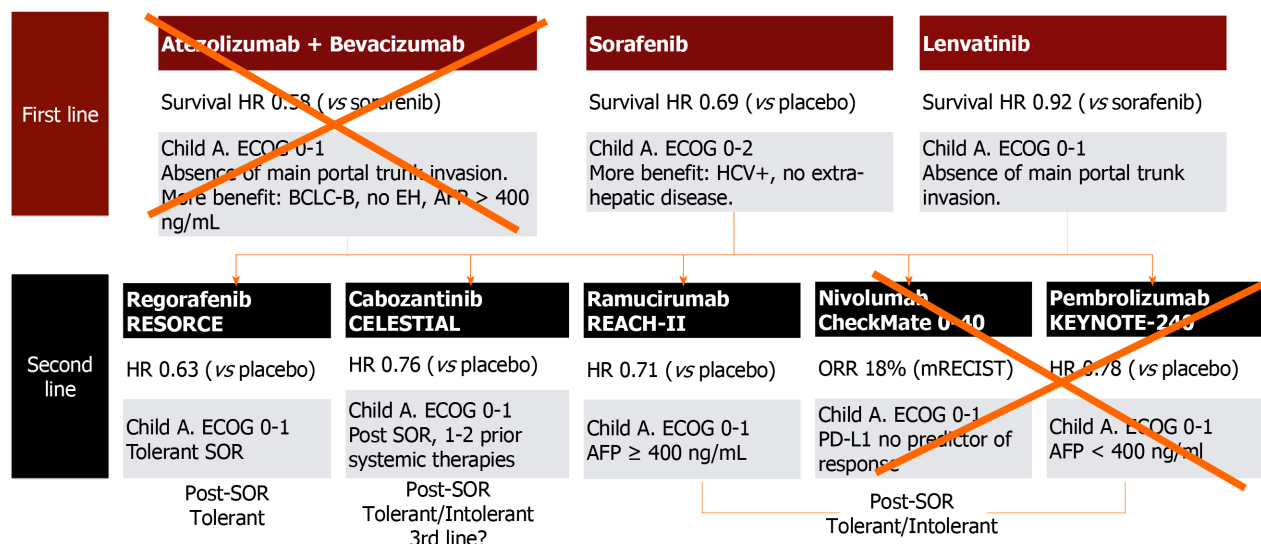 First line
Atezolizumab + Bevacizumab
Survival HR 0.58 (vs sorafenib)
Child A. ECOG 0-1
Absence of main portal trunk invasion.
More benefit: BCLC-B, no EH, AFP > 400
ng/mL
Sorafenib
Survival HR 0.69 (vs placebo)
Child A. ECOG 0-2
More benefit: HCV+, no extra-
hepatic disease.
Lenvatinib
Survival HR 0.92 (vs sorafenib)
Child A. ECOG 0-1
Absence of main portal trunk
invasion.
Second
line
Regorafenib
RESORCE
HR 0.63 (vs placebo)
Child A. ECOG 0-1
Tolerant SOR
Post-SOR
Tolerant
Cabozantinib
CELESTIAL
HR 0.76 (vs placebo)
Child A. ECOG 0-1
Post SOR, 1-2 prior
systemic therapies
Post-SOR
Tolerant/Intolerant
3rd line?
Ramucirumab
REACH-II
HR 0.71 (vs placebo)
Child A. ECOG 0-1
AFP ≥ 400 ng/mL
Nivolumab
CheckMate 0-40
ORR 18% (mRECIST)
Child A. ECOG 0-1
PD-L1 no predictor of
response
Pembrolizumab
KEYNOTE-240
HR 0.78 (vs placebo)
Child A. ECOG 0-1
AFP < 400 ng/ml
Post-SOR
Tolerant/Intolerant